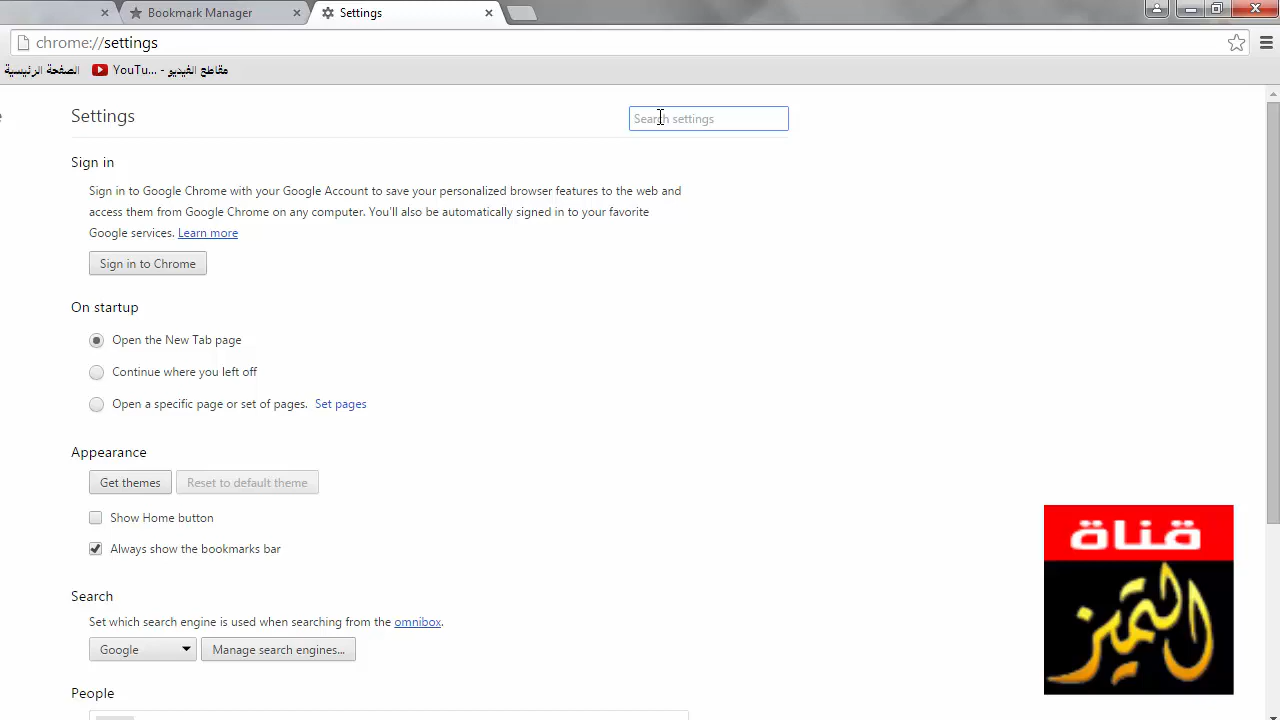 Bookmark Manager
Settings
chrome://settings
الصفحة الرئيسية
YouTu... - مقاطع الفيديو
Settings
Search settings
Sign in
Sign in to Google Chrome with your Google Account to save your personalized browser features to the web and
access them from Google Chrome on any computer. You'll also be automatically signed in to your favorite
Google services. Learn more
Sign in to Chrome
On startup
Open the New Tab page
Continue where you left off
Open a specific page or set of pages. Set pages
Appearance
Get themes
Reset to default theme
Show Home button
Always show the bookmarks bar
Search
Set which search engine is used when searching from the omnibox.
Google
Manage search engines...
People
قناة
التميز